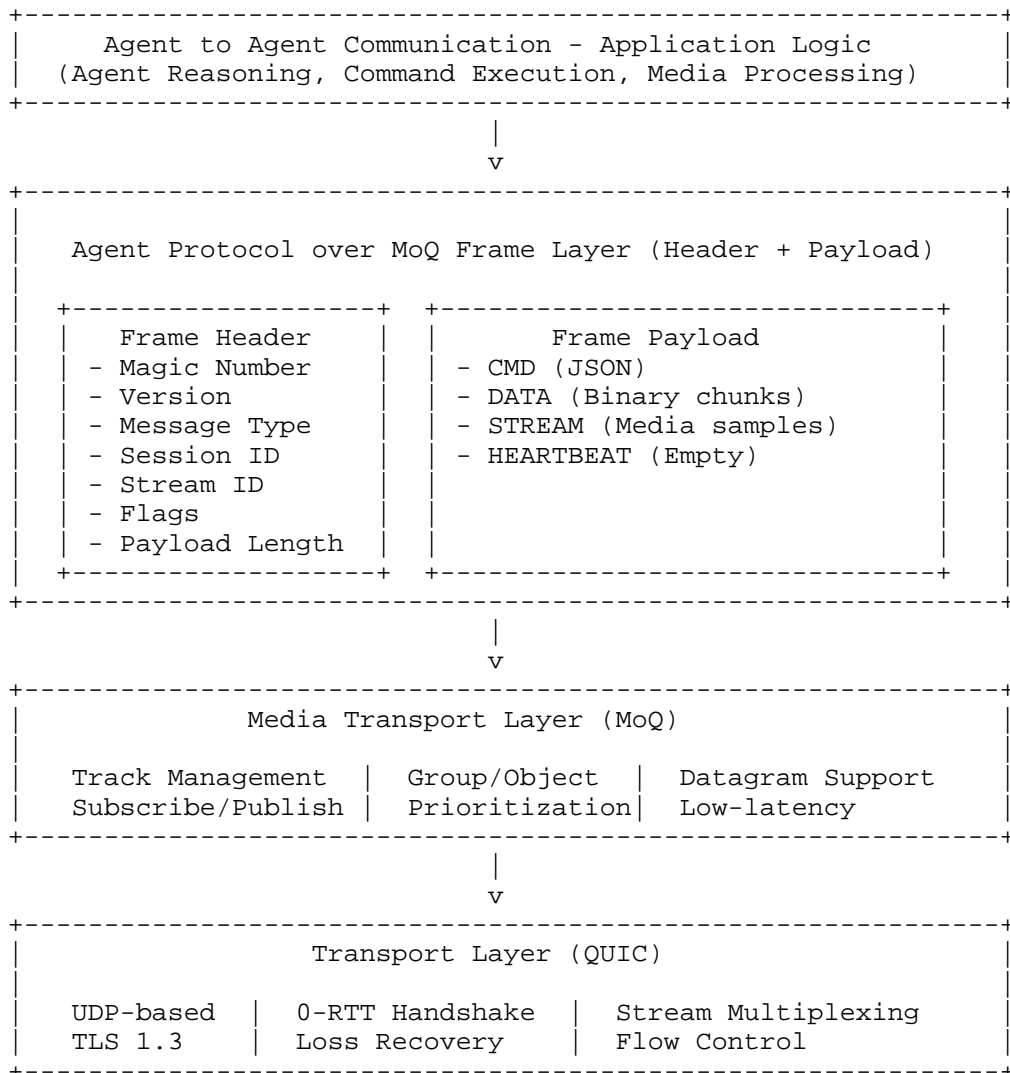 Agent to Agent Communication - Application Logic
(Agent Reasoning, Command Execution, Media Processing)
v
Agent Protocol over MoQ Frame Layer (Header + Payload)
Frame Header
- Magic Number
- Version
- Message Type
- Session ID
- Stream ID
- Flags
- Payload Length
Frame Payload
- CMD (JSON)
- DATA (Binary chunks)
- STREAM (Media samples)
- HEARTBEAT (Empty)
v
Media Transport Layer (MoQ)
Track Management | Group/Object | Datagram Support
Subscribe/Publish | Prioritization| Low-latency
v
Transport Layer (QUIC)
UDP-based | 0-RTT Handshake | Stream Multiplexing
TLS 1.3 | Loss Recovery | Flow Control